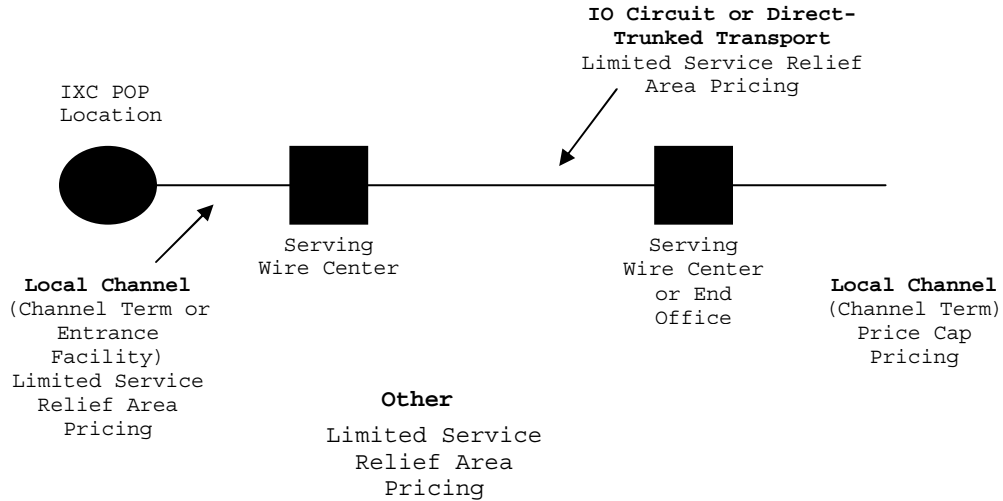 IO Circuit or Direct-
Trunked Transport
Limited Service Relief
Area Pricing
IXC POP
Location
Serving
Wire Center
Serving
Wire Center
or End
Office
Local Channel
(Channel Term or
Entrance
Facility)
Limited Service
Relief Area
Pricing
Local Channel
(Channel Term)
Price Cap
Pricing
Other
Limited Service
Relief Area
Pricing